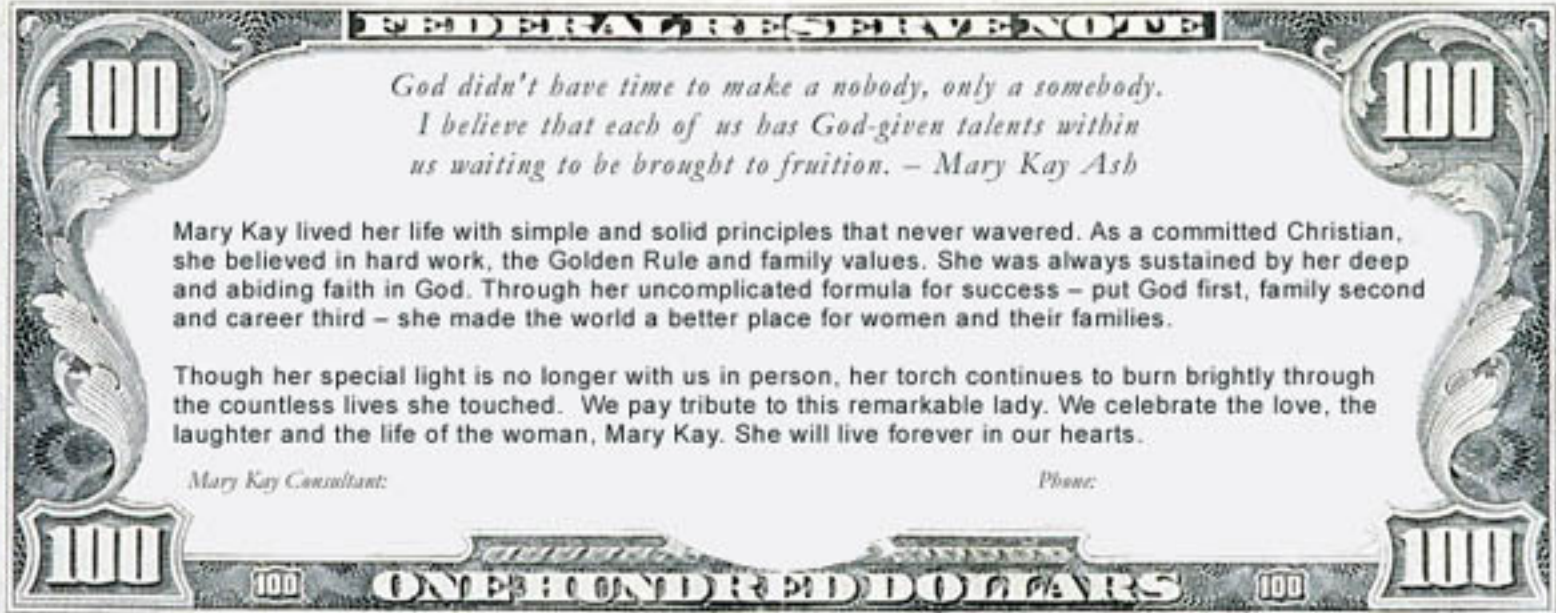 FEDERAL RESERVE NOTE
100
100
God didn't have time to make a nobody, only a somebody.
I believe that each of us has God-given talents within
us waiting to be brought to fruition. – Mary Kay Ash
Mary Kay lived her life with simple and solid principles that never wavered. As a committed Christian,
she believed in hard work, the Golden Rule and family values. She was always sustained by her deep
and abiding faith in God. Through her uncomplicated formula for success – put God first, family second
and career third – she made the world a better place for women and their families.
Though her special light is no longer with us in person, her torch continues to burn brightly through
the countless lives she touched.  We pay tribute to this remarkable lady. We celebrate the love, the
laughter and the life of the woman, Mary Kay. She will live forever in our hearts.
Mary Kay Consultant: Phone:
100
100
100 ONE HUNDRED DOLLARS 100